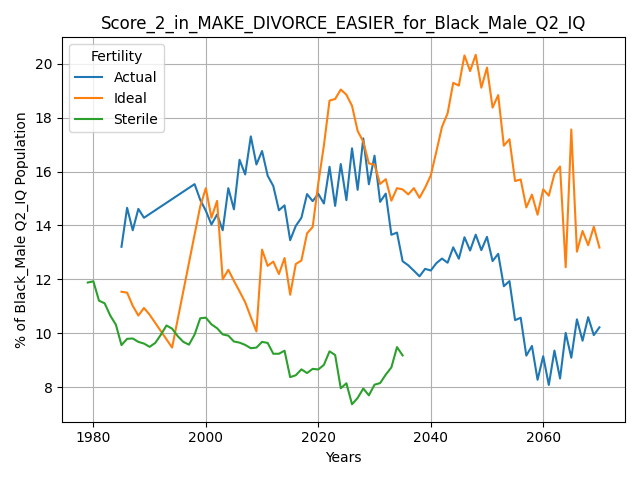 Score_2_in_MAKE_DIVORCE_EASIER_for_Black_Male_Q2_IQ
Fertility
Actual
Ideal
Sterile
% of Black_Male Q2_IQ Population
20
18
16
14
12
10
8
1980
2000
2020
2040
2060
Years